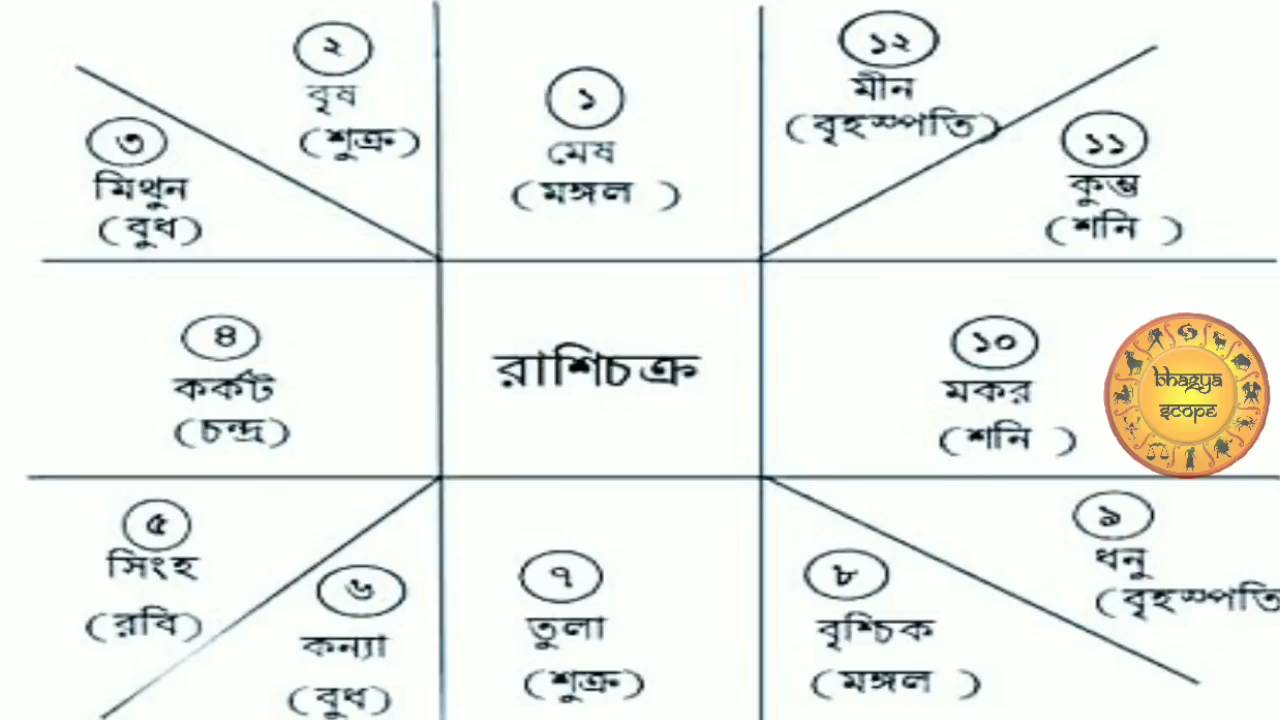 ১
মেষ
(মঙ্গল )
২
বৃষ
(শুক্র)
৩
মিথুন
(বুধ)
৪
কর্কট
(চন্দ্র)
৫
সিংহ
(রবি)
৬
কন্যা
(বুধ)
৭
তুলা
(শুক্র)
৮
বৃশ্চিক
(মঙ্গল )
৯
ধনু
(বৃহস্পতি
১০
মকর
(শনি )
১১
কুম্ভ
(শনি )
১২
মীন
(বৃহস্পতি)
রাশিচক্র
bhagya
scope